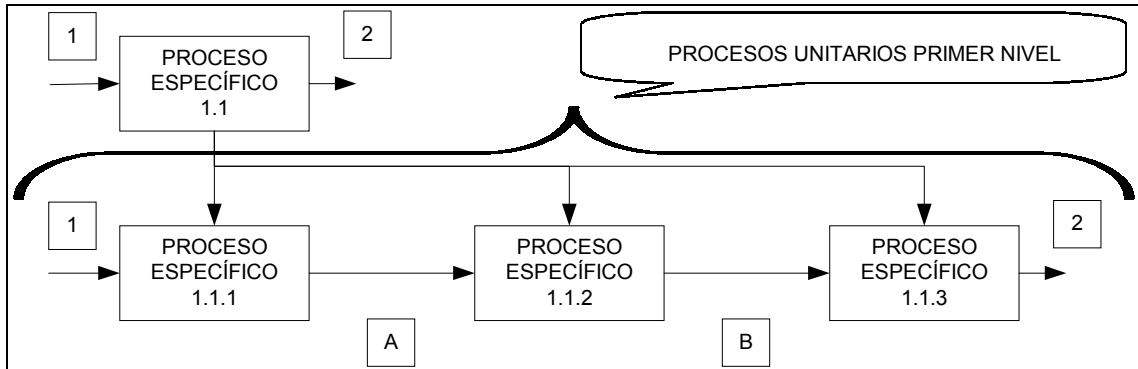 1
2
PROCESO
ESPECÍFICO
1.1
PROCESOS UNITARIOS PRIMER NIVEL
1
PROCESO
ESPECÍFICO
1.1.1
PROCESO
ESPECÍFICO
1.1.2
PROCESO
ESPECÍFICO
1.1.3
2
A
B